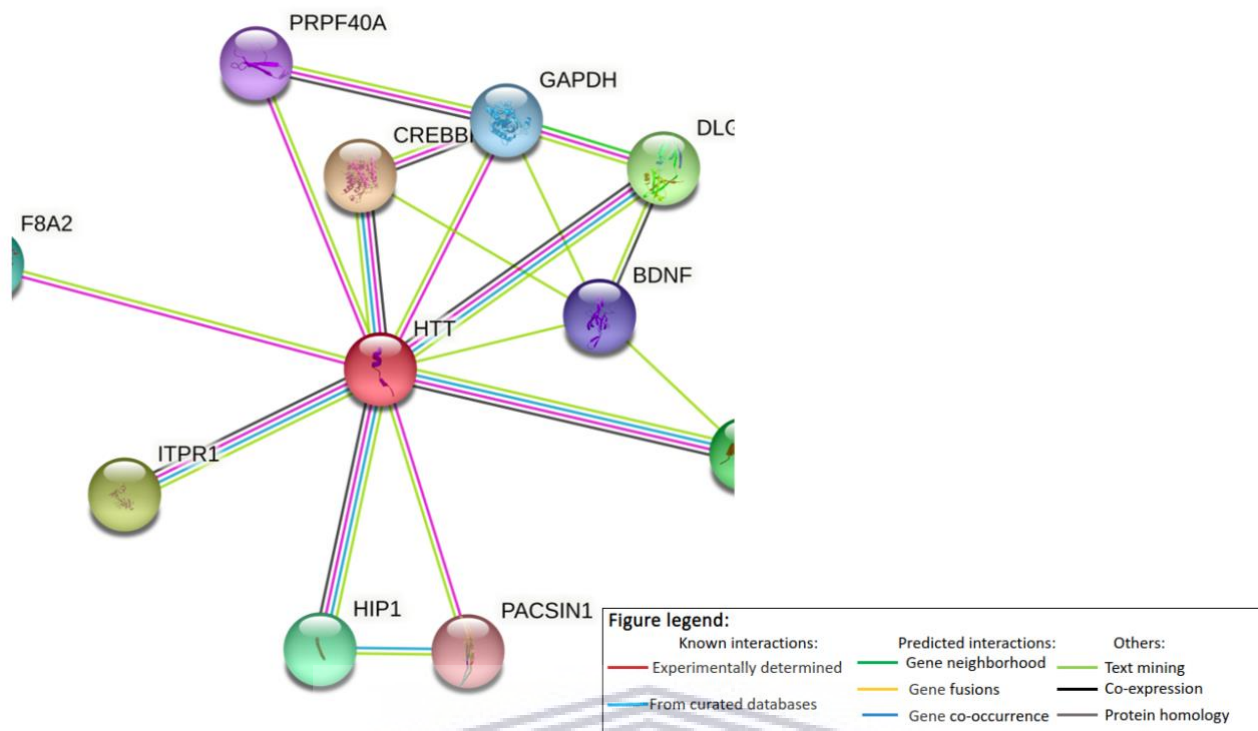 PRPF40A
GAPDH
CREBB
DLG
F8A2
BDNF
HTT
ITPR1
HIP1
PACSIN1
Figure legend:
Known interactions: Predicted interactions: Others:
Experimentally determined Gene neighborhood Text mining
Gene fusions Co-expression
From curated databases Gene co-occurrence Protein homology